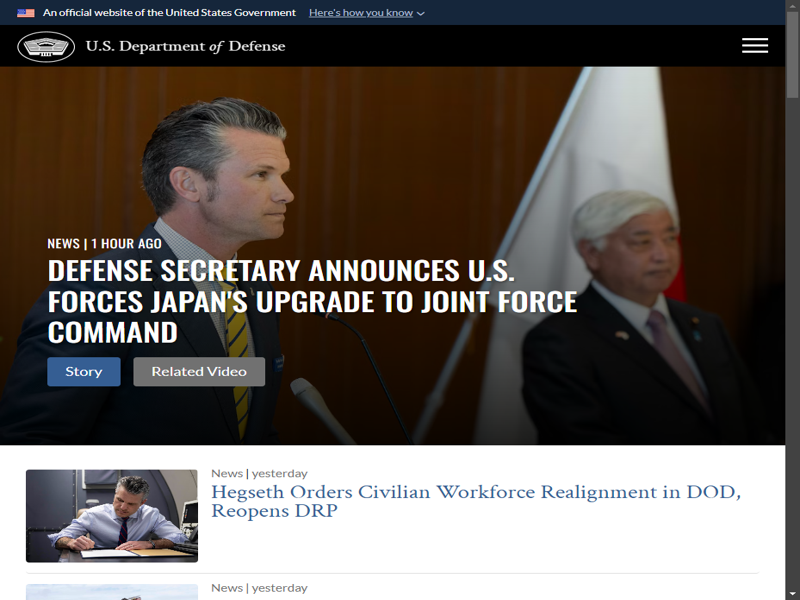 An official website of the United States Government Here's how you know
U.S. Department of Defense
NEWS | 1 HOUR AGO
DEFENSE SECRETARY ANNOUNCES U.S.
FORCES JAPAN'S UPGRADE TO JOINT FORCE
COMMAND
Story Related Video
News | yesterday
Hegseth Orders Civilian Workforce Realignment in DOD,
Reopens DRP
News | yesterday